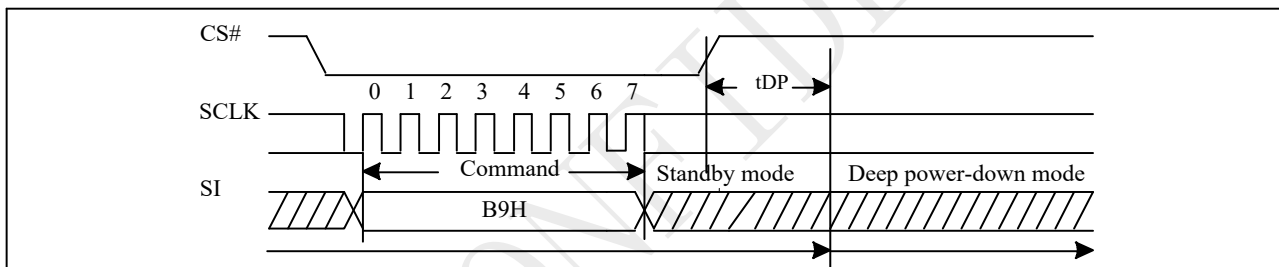 CS#
tDP
0 1 2 3 4 5 6 7
SCLK
Command
Standby mode
Deep power-down mode
SI
B9H